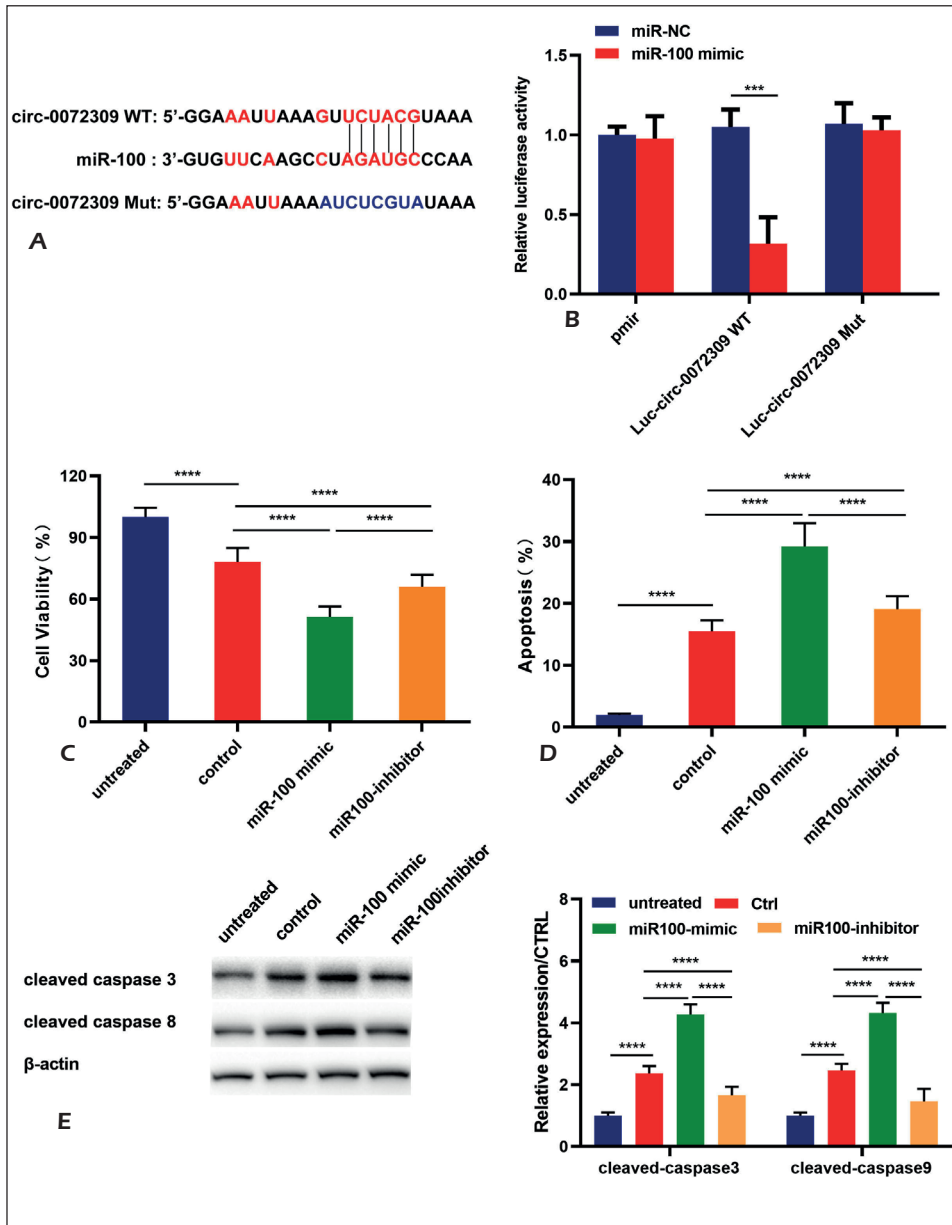 circ-0072309 WT: 5’-GGAAAUUAAAGUUCUACGUAAA
miR-100 : 3’-GUGUUCAAGCCUAGAUGCCCAA
circ-0072309 Mut: 5’-GGAAAUUAAAAUCUCGUAUAAA
A
miR-NC
miR-100 mimic
Relative luciferase activity
1.5
1.0
0.5
0.0
***
pmir
Luc-circ-0072309 WT
Luc-circ-0072309 Mut
B
Cell Viability ( % )
120
90
60
30
0
****
****
**** ****
untreated
control
miR-100 mimic
miR100-inhibitor
C
Apoptosis ( % )
40
30
20
10
0
****
**** ****
****
untreated
control
miR-100 mimic
miR100-inhibitor
D
untreated
control
miR-100 mimic
miR-100inhibitor
cleaved caspase 3
cleaved caspase 8
β-actin
E
untreated Ctrl
miR100-mimic miR100-inhibitor
Relative expression/CTRL
8
6
4
2
0
**** ****
**** **** **** ****
**** ****
cleaved-caspase3 cleaved-caspase9